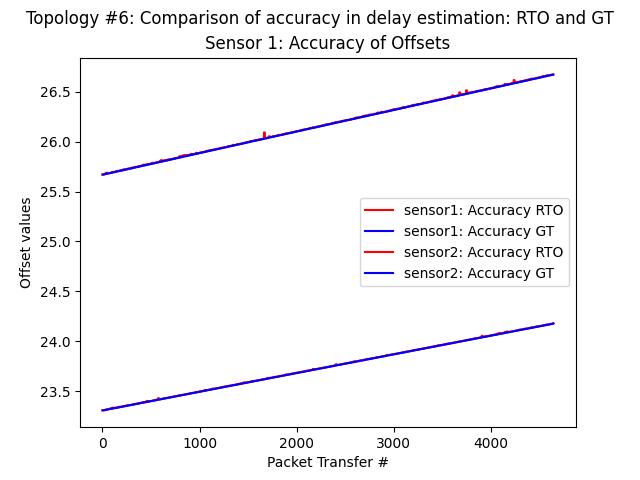 Topology #6: Comparison of accuracy in delay estimation: RTO and GT
Sensor 1: Accuracy of Offsets
26.5
26.0
25.5
25.0
24.5
24.0
23.5
Offset values
sensor1: Accuracy RTO
sensor1: Accuracy GT
sensor2: Accuracy RTO
sensor2: Accuracy GT
0 1000 2000 3000 4000
Packet Transfer #